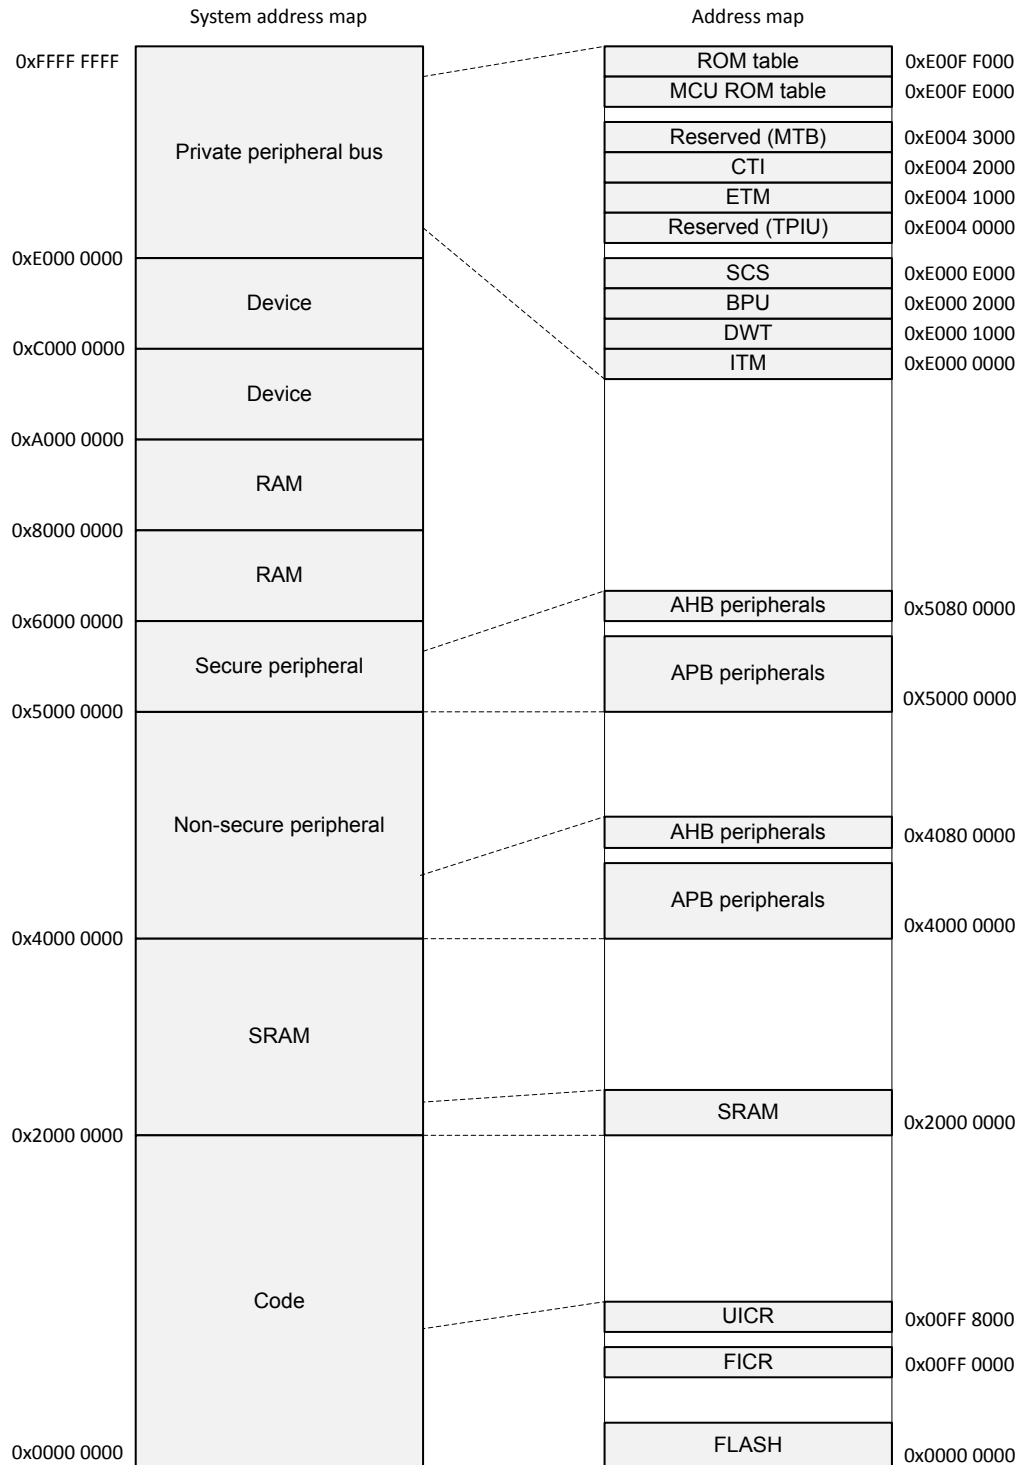 System address map
0xFFFF FFFF
Private peripheral bus
0xE000 0000
Device
0xC000 0000
Device
0xA000 0000
RAM
0x8000 0000
RAM
0x6000 0000
Secure peripheral
0x5000 0000
Non-secure peripheral
0x4000 0000
SRAM
0x2000 0000
Code
0x0000 0000
Address map
ROM table 0xE00F F000
MCU ROM table 0xE00F E000
Reserved (MTB) 0xE004 3000
CTI 0xE004 2000
ETM 0xE004 1000
Reserved (TPIU) 0xE004 0000
SCS 0xE000 E000
BPU 0xE000 2000
DWT 0xE000 1000
ITM 0xE000 0000
AHB peripherals 0x5080 0000
APB peripherals 0X5000 0000
AHB peripherals 0x4080 0000
APB peripherals 0x4000 0000
SRAM 0x2000 0000
UICR 0x00FF 8000
FICR 0x00FF 0000
FLASH 0x0000 0000